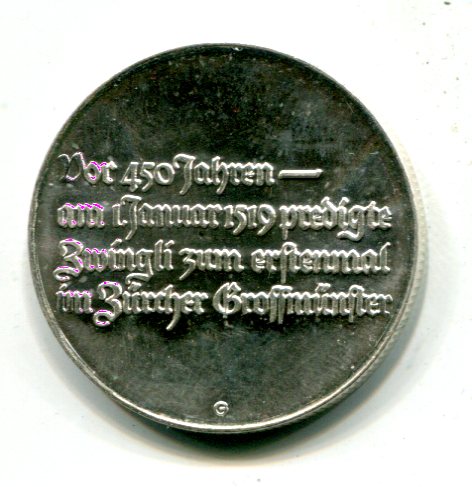 Vor 450 Jahren —
am 1. Januar 1519 predigte
Zwingli zum erstenmal
im Zürcher Grossmünster
G